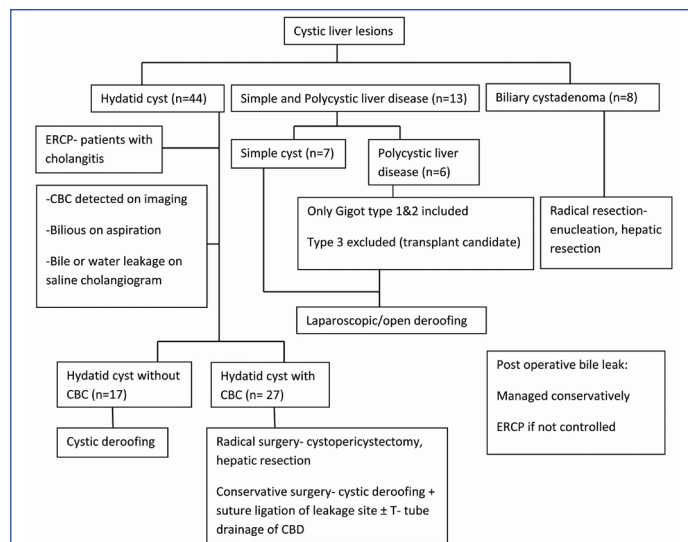 Cystic liver lesions
Hydatid cyst (n=44)
Simple and Polycystic liver disease (n=13)
Biliary cystadenoma (n=8)
ERCP- patients with
cholangitis
Simple cyst (n=7)
Polycystic liver
disease (n=6)
-CBC detected on imaging
-Bilious on aspiration
-Bile or water leakage on
saline cholangiogram
Only Gigot type 1&2 included
Type 3 excluded (transplant candidate)
Radical resection-
enucleation, hepatic
resection
Laparoscopic/open deroofing
Hydatid cyst without
CBC (n=17)
Hydatid cyst with
CBC (n= 27)
Post operative bile leak:
Managed conservatively
ERCP if not controlled
Cystic deroofing
Radical surgery- cystopericystectomy,
hepatic resection
Conservative surgery- cystic deroofing +
suture ligation of leakage site ± T- tube
drainage of CBD